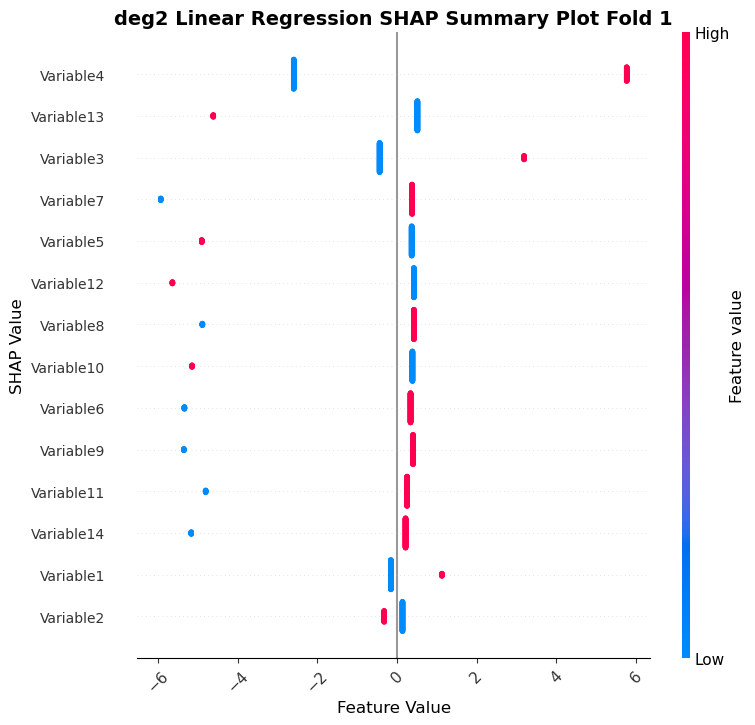 deg2 Linear Regression SHAP Summary Plot Fold 1
High
Variable4
Variable13
Variable3
Variable7
Variable5
Variable12
Variable8
Variable10
Variable6
Variable9
Variable11
Variable14
Variable1
Variable2
SHAP Value
Feature value
Low
−6 −4 −2 0 2 4 6
Feature Value